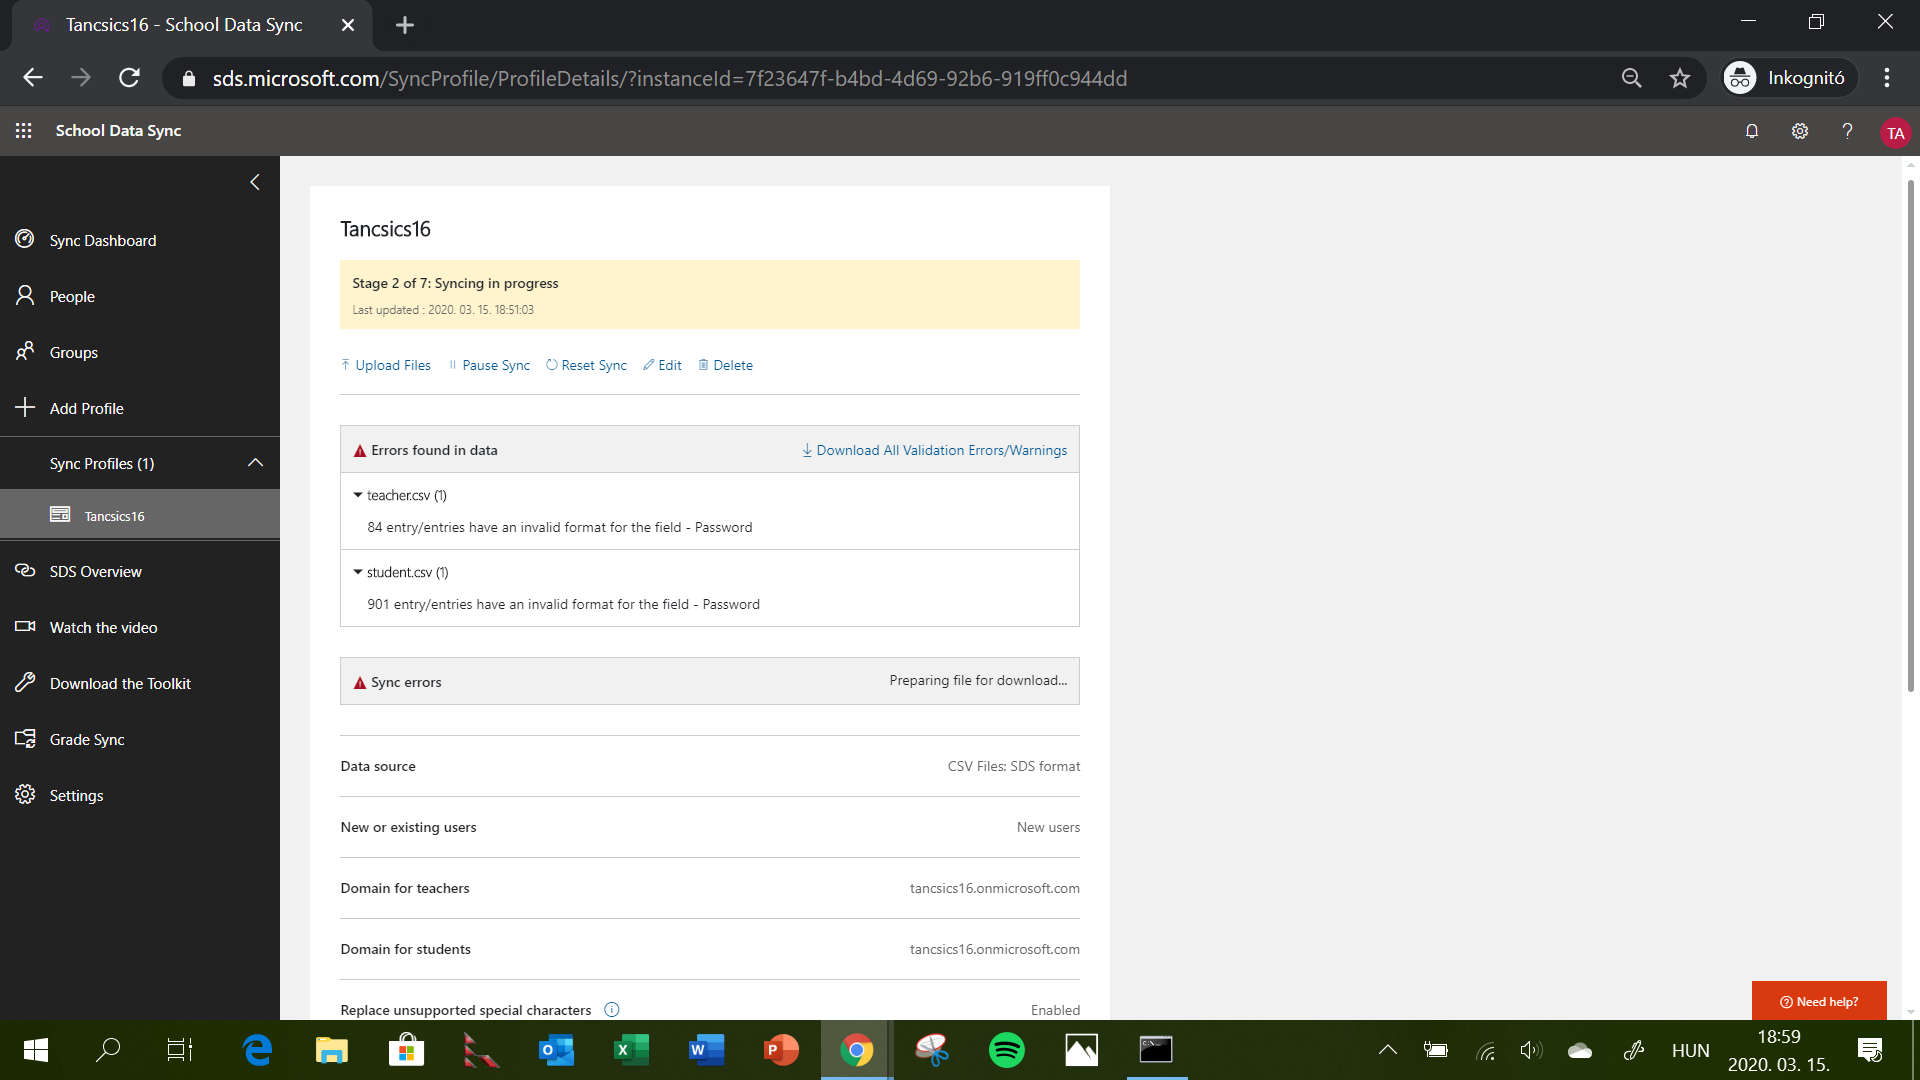 Tancsics16 - School Data Sync
sds.microsoft.com/SyncProfile/ProfileDetails/?instanceId=7f23647f-b4bd-4d69-92b6-919ff0c944dd
Inkognitó
School Data Sync
TA
Sync Dashboard
People
Groups
Add Profile
Sync Profiles (1)
Tancsics16
SDS Overview
Watch the video
Download the Toolkit
Grade Sync
Settings
Tancsics16
Stage 2 of 7: Syncing in progress
Last updated : 2020. 03. 15. 18:51:03
Upload Files Pause Sync Reset Sync Edit Delete
Errors found in data Download All Validation Errors/Warnings
teacher.csv (1)
84 entry/entries have an invalid format for the field - Password
student.csv (1)
901 entry/entries have an invalid format for the field - Password
Sync errors Preparing file for download...
Data source CSV Files: SDS format
New or existing users New users
Domain for teachers tancsics16.onmicrosoft.com
Domain for students tancsics16.onmicrosoft.com
Replace unsupported special characters Enabled
Need help?
HUN
18:59
2020. 03. 15.